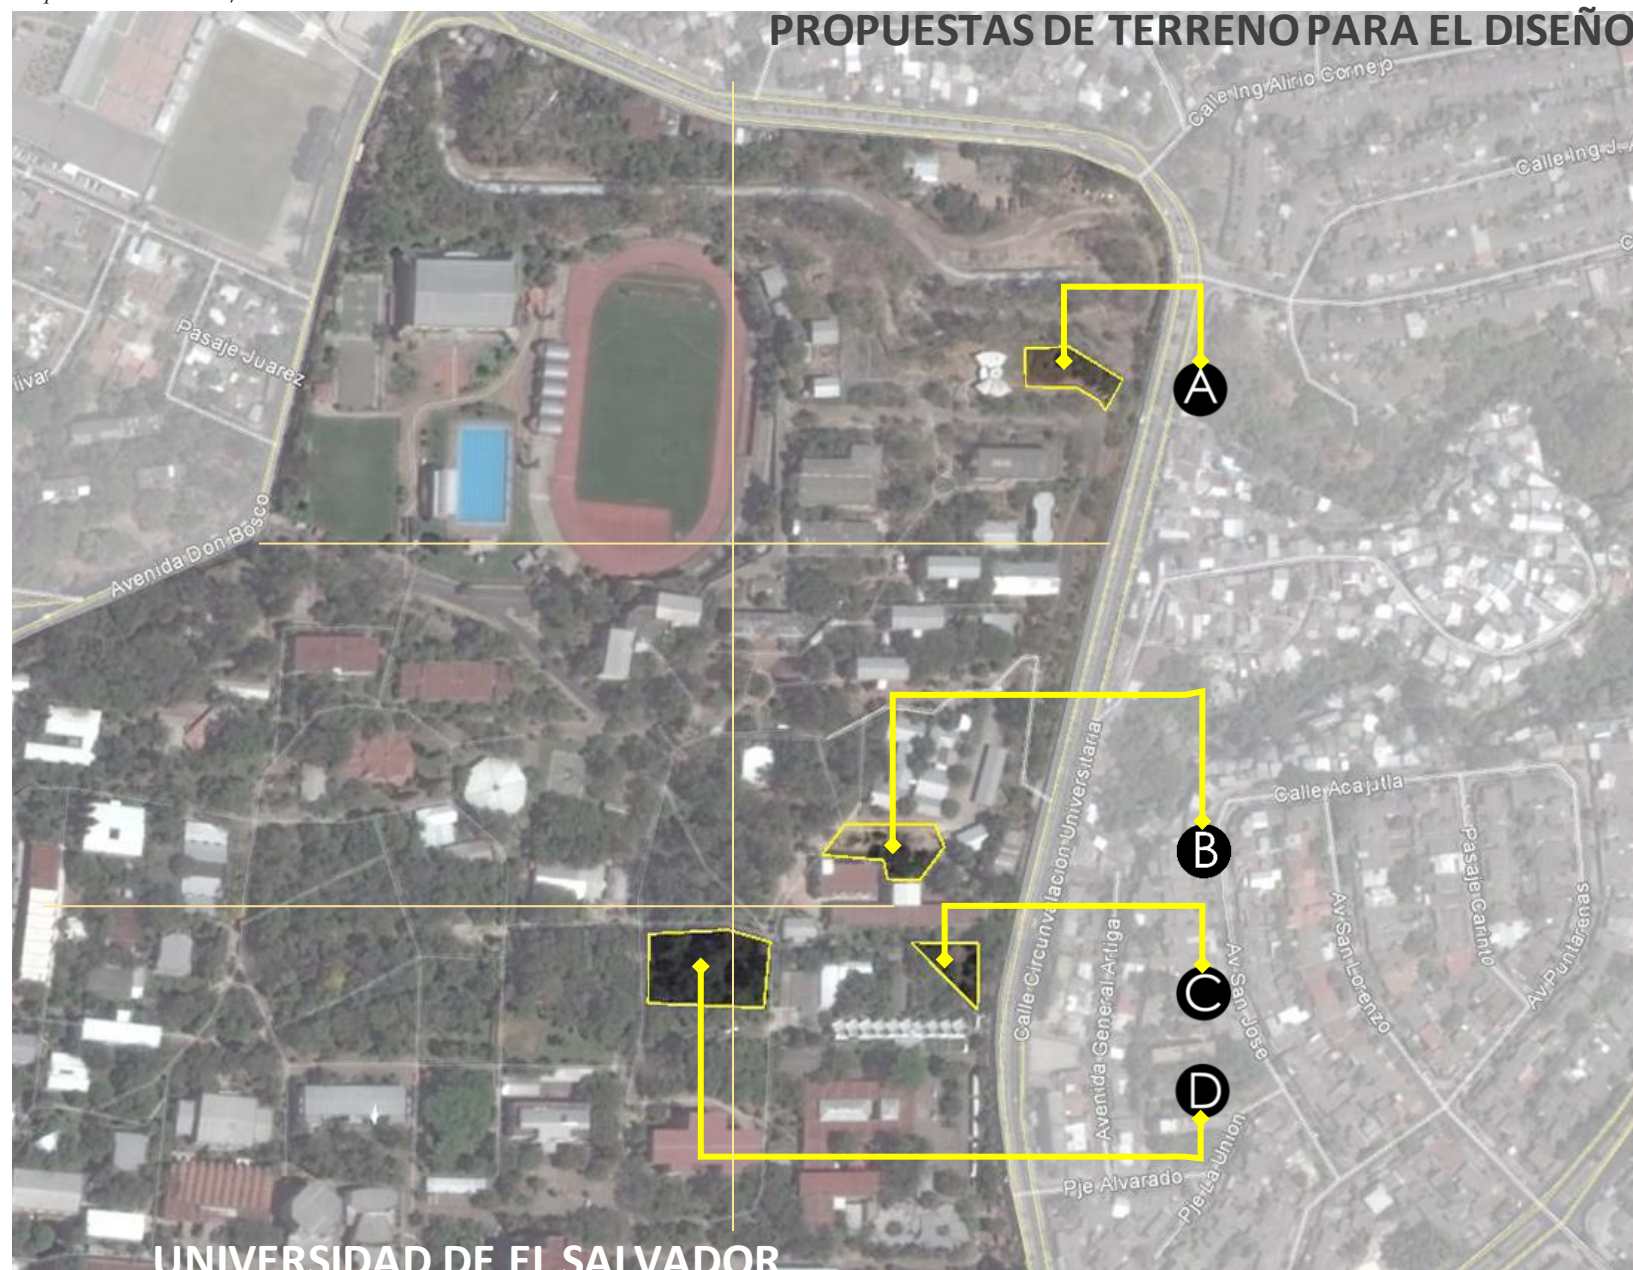 PROPUESTAS DE TERRENO PARA EL DISEÑO
Calle Ing Alirio Cornejo
Calle Ing J.
Pasaje Juarez
livar
A
Avenida Don Bosco
Calle Circunvalacion Universitaria
Calle Acajutla
B
Pasaje Carinto
Av San Lorenzo
Av Puntarenas
Avenida General Artiga
Av San Jose
C
D
Pje La Union
Pje Alvarado
UNIVERSIDAD DE EL SALVADOR